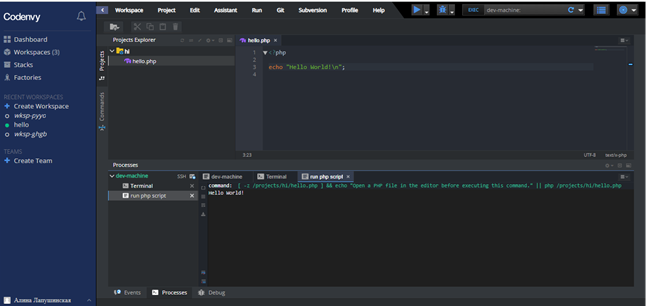 Codenvy
Workspace Project Edit Assistant Run Git Subversion Profile Help
EXEC dev-machine
Dashboard
Workspaces (3)
Stacks
Factories
RECENT WORKSPACES
Create Workspace
wksp-pyyc
hello
wksp-ghgb
TEAMS
Create Team
Алина Лапушинская
Projects
Commands
Projects Explorer
hi
hello.php
hello.php
1 <?php
2
3 echo "Hello World!\n";
4
3:23 UTF-8 text/x-php
Processes
dev-machine SSH
Terminal
run php script
dev-machine Terminal run php script
command: [ -z /projects/hi/hello.php ] && echo "Open a PHP file in the editor before executing this command." || php /projects/hi/hello.php
Hello World!
Events Processes Debug